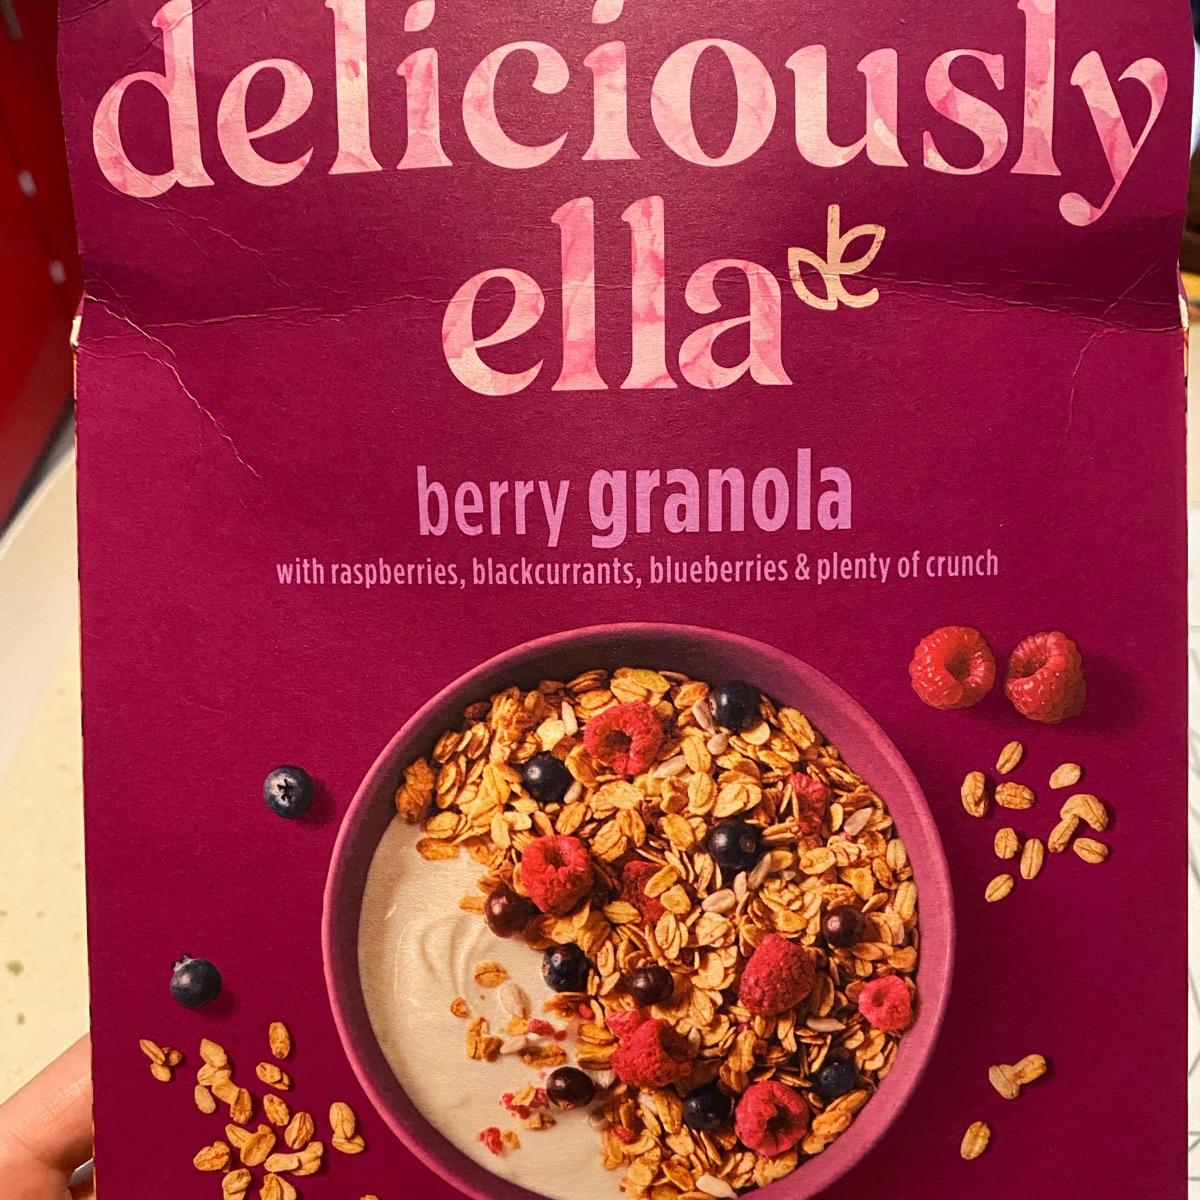 deliciously
ella
berry granola
with raspberries, blackcurrants, blueberries & plenty of crunch